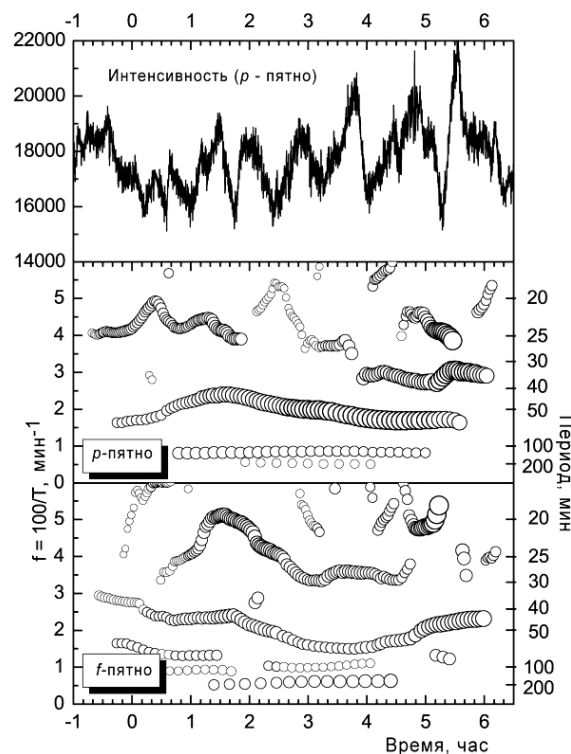 -1 0 1 2 3 4 5 6
22000
Интенсивность (p - пятно)
20000
18000
16000
14000
5 20
4 25
30
3 40
2 50
1 100
p-пятно 200
0
f = 100/T, мин-1
Период, мин
5 20
4 25
3 30
40
2 50
1 100
f-пятно 200
0
-1 0 1 2 3 4 5 6
Время, час